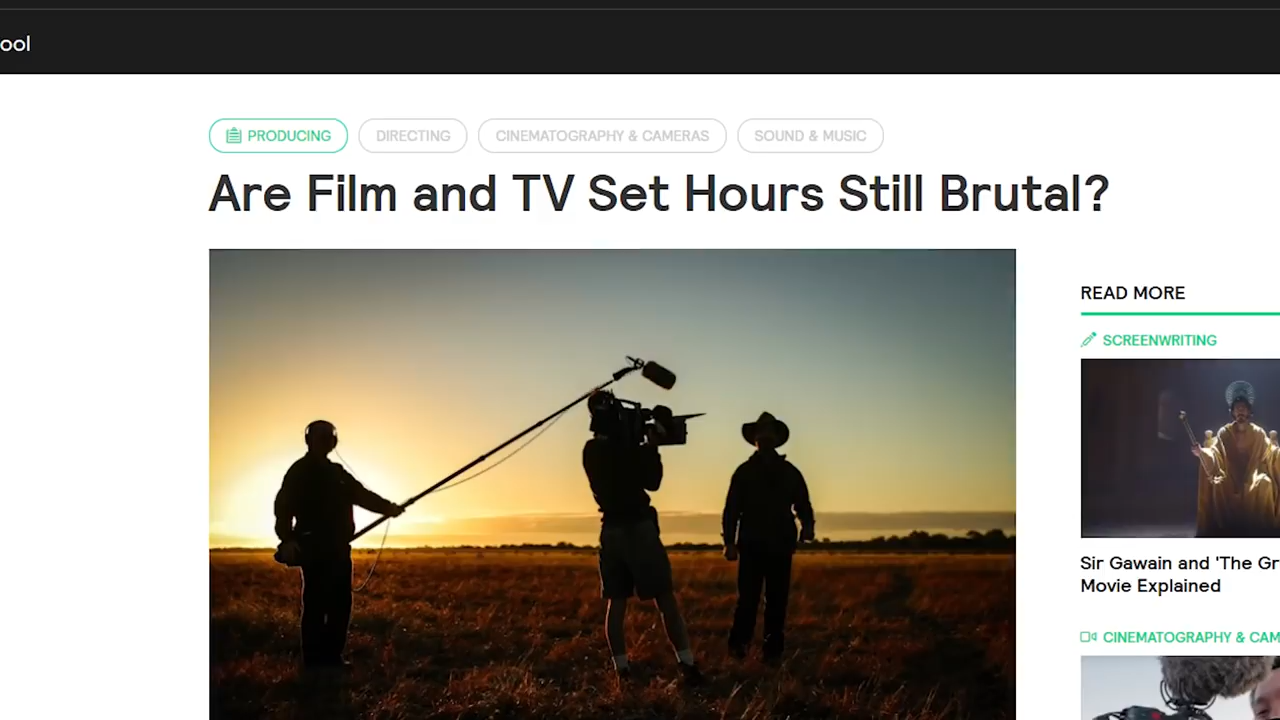 ool
PRODUCING
DIRECTING
CINEMATOGRAPHY & CAMERAS
SOUND & MUSIC
Are Film and TV Set Hours Still Brutal?
READ MORE
SCREENWRITING
Sir Gawain and 'The Gr
Movie Explained
CINEMATOGRAPHY & CAM